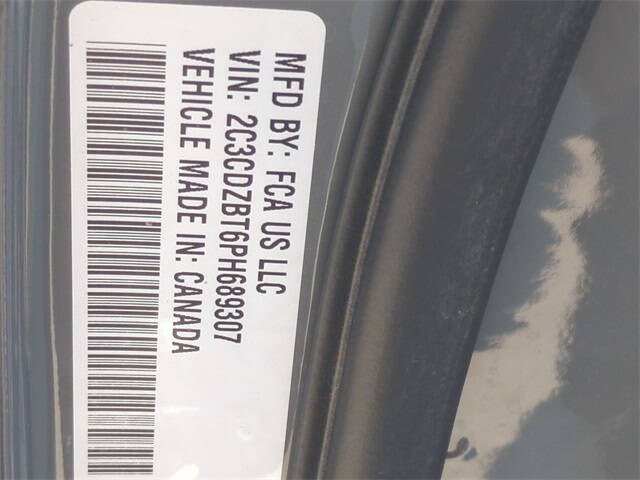 MFD BY: FCA US LLC
VIN: 2C3CDZBT6PH689307
VEHICLE MADE IN: CANADA